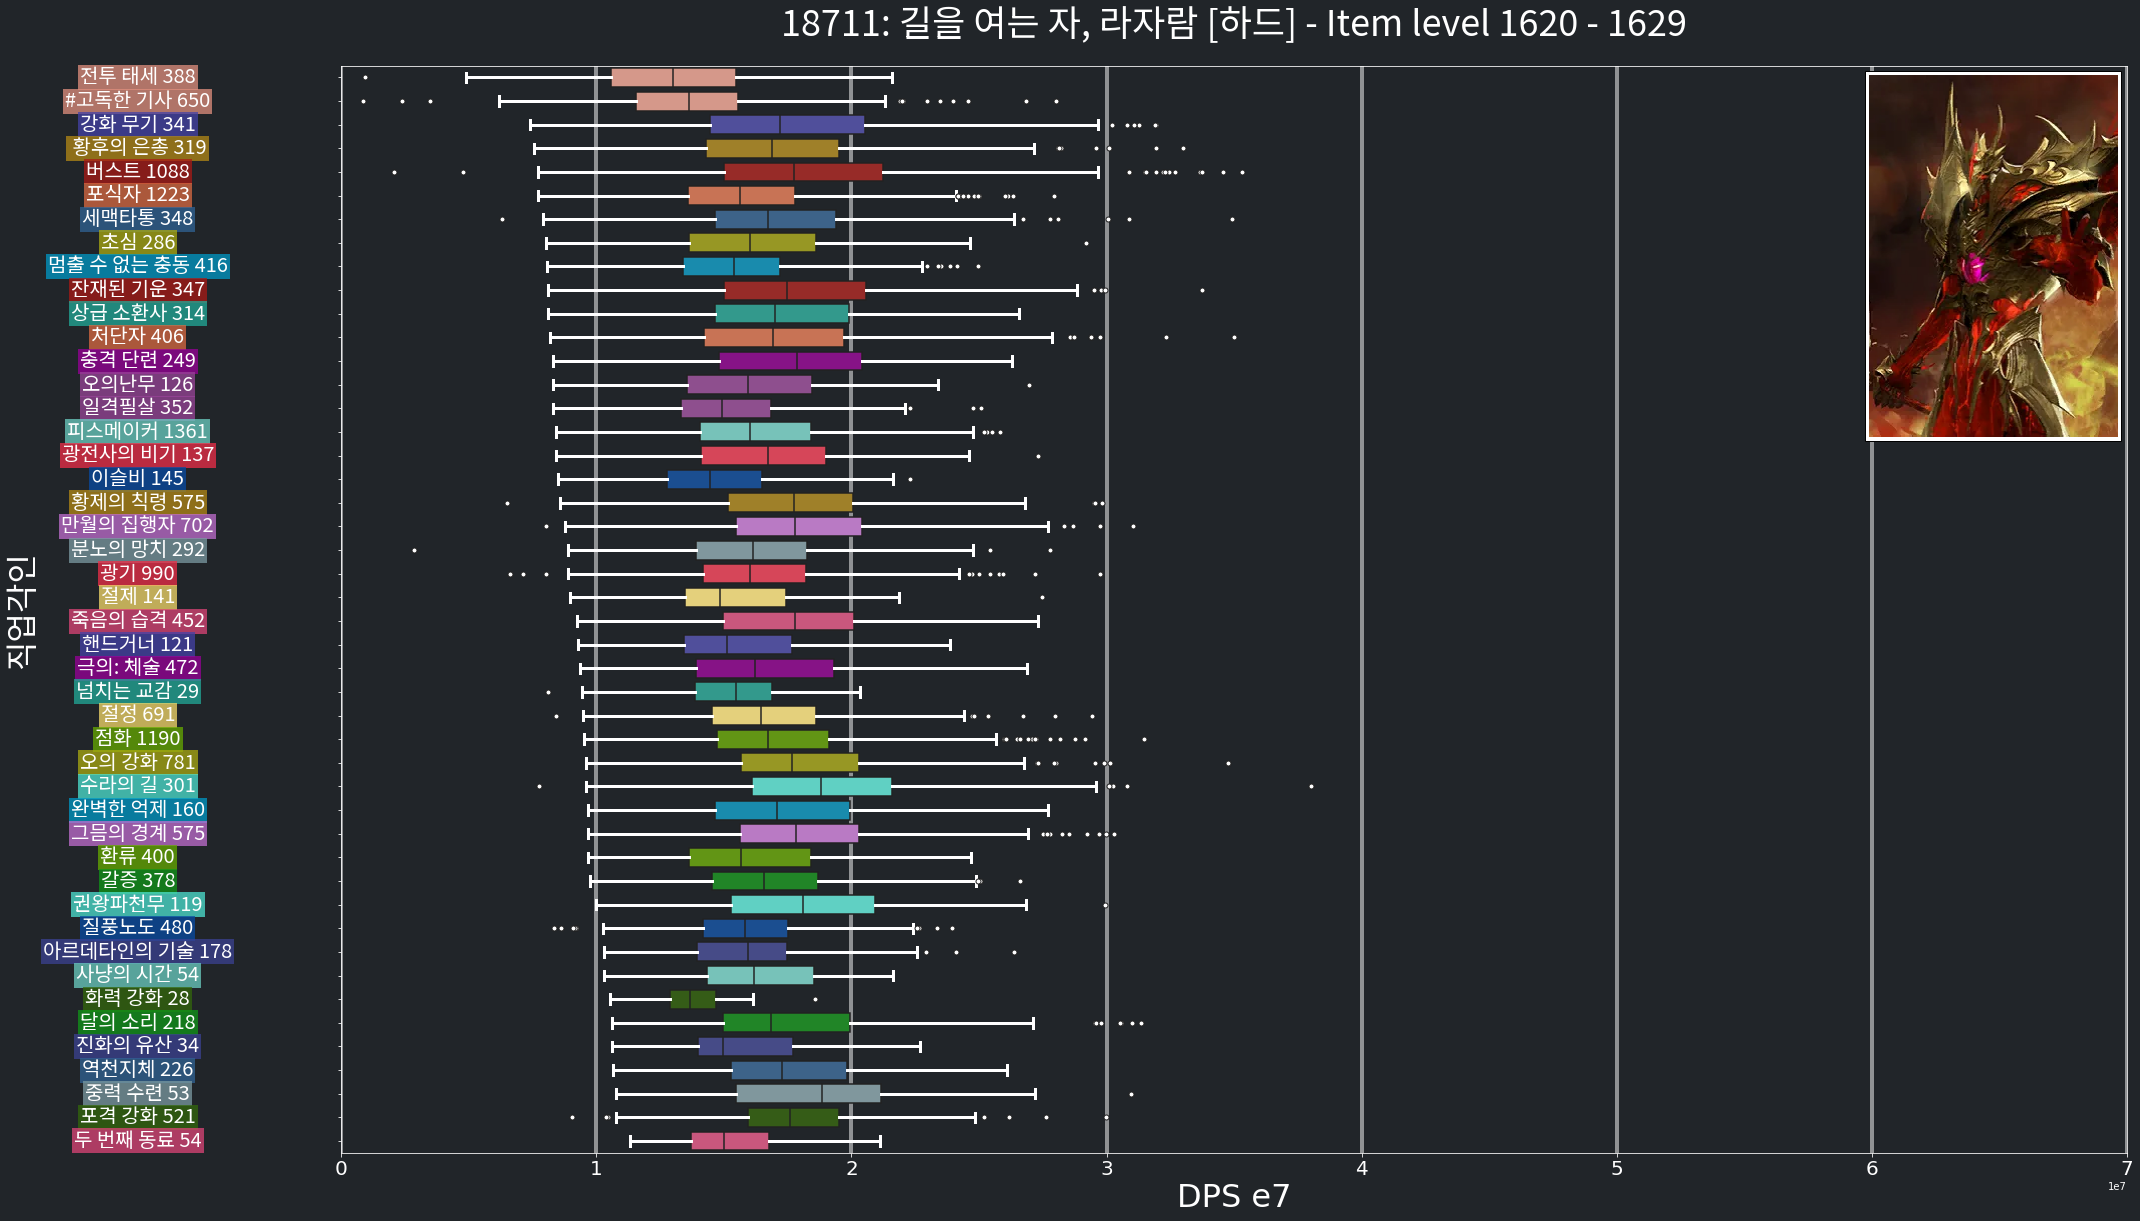 18711: 길을 여는 자, 라자람 [하드] - Item level 1620 - 1629
전투 태세 388
#고독한 기사 650
강화 무기 341
황후의 은총 319
버스트 1088
포식자 1223
세맥타통 348
초심 286
멈출 수 없는 충동 416
잔재된 기운 347
상급 소환사 314
처단자 406
충격 단련 249
오의난무 126
일격필살 352
피스메이커 1361
광전사의 비기 137
이슬비 145
황제의 칙령 575
만월의 집행자 702
분노의 망치 292
광기 990
절제 141
죽음의 습격 452
핸드거너 121
극의: 체술 472
넘치는 교감 29
절정 691
점화 1190
오의 강화 781
수라의 길 301
완벽한 억제 160
그믐의 경계 575
환류 400
갈증 378
권왕파천무 119
질풍노도 480
아르데타인의 기술 178
사냥의 시간 54
화력 강화 28
달의 소리 218
진화의 유산 34
역천지체 226
중력 수련 53
포격 강화 521
두 번째 동료 54
직업각인
0 1 2 3 4 5 6 7
1e7
DPS e7